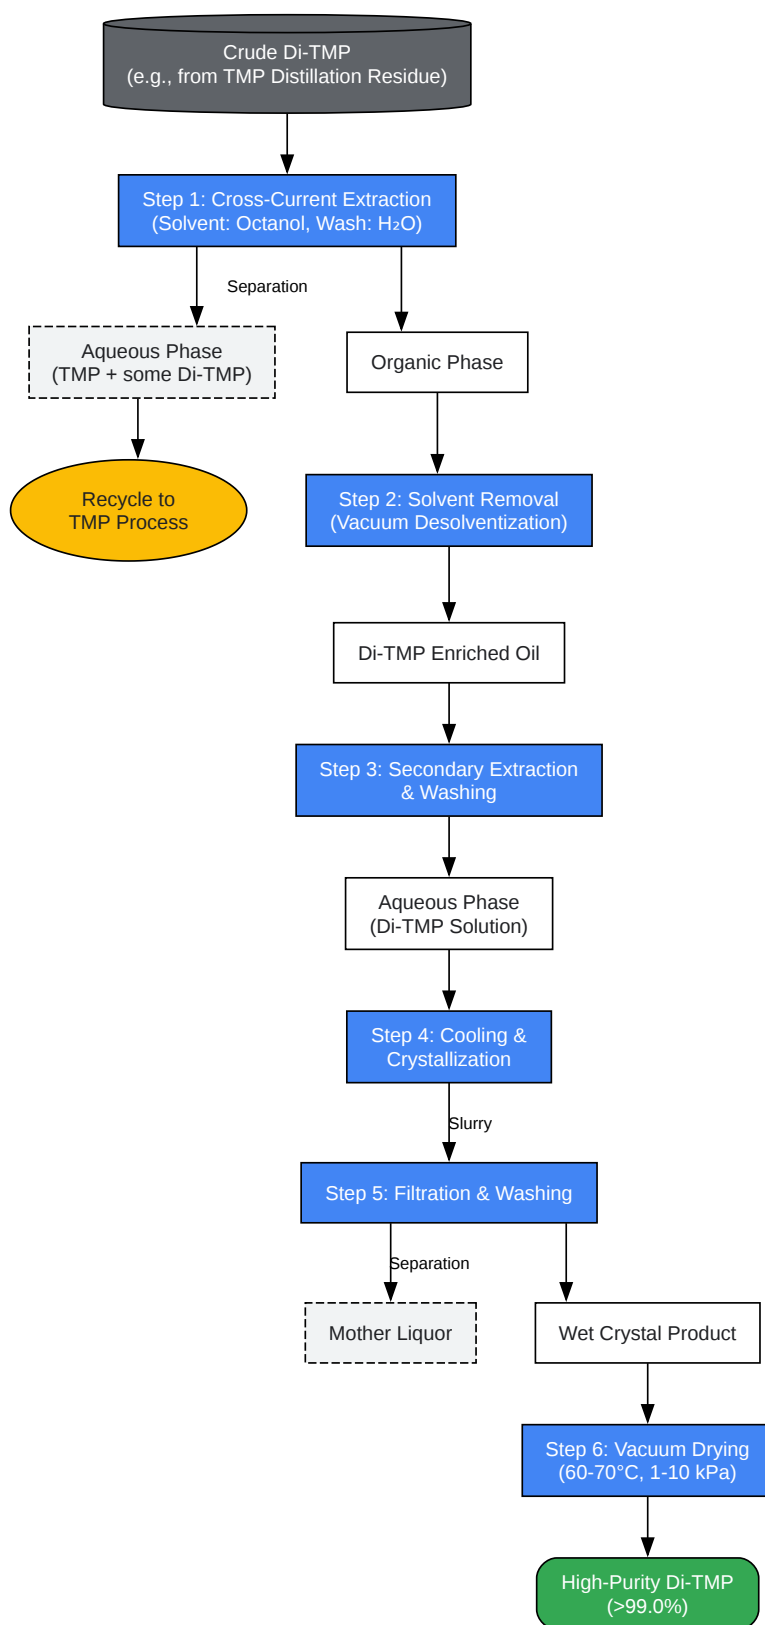 Crude Di-TMP
(e.g., from TMP Distillation Residue)
Step 1: Cross-Current Extraction
(Solvent: Octanol, Wash: H₂O)
Separation
Aqueous Phase
(TMP + some Di-TMP)
Organic Phase
Recycle to
TMP Process
Step 2: Solvent Removal
(Vacuum Desolventization)
Di-TMP Enriched Oil
Step 3: Secondary Extraction
& Washing
Aqueous Phase
(Di-TMP Solution)
Step 4: Cooling &
Crystallization
Slurry
Step 5: Filtration & Washing
Separation
Mother Liquor
Wet Crystal Product
Step 6: Vacuum Drying
(60-70°C, 1-10 kPa)
High-Purity Di-TMP
(>99.0%)